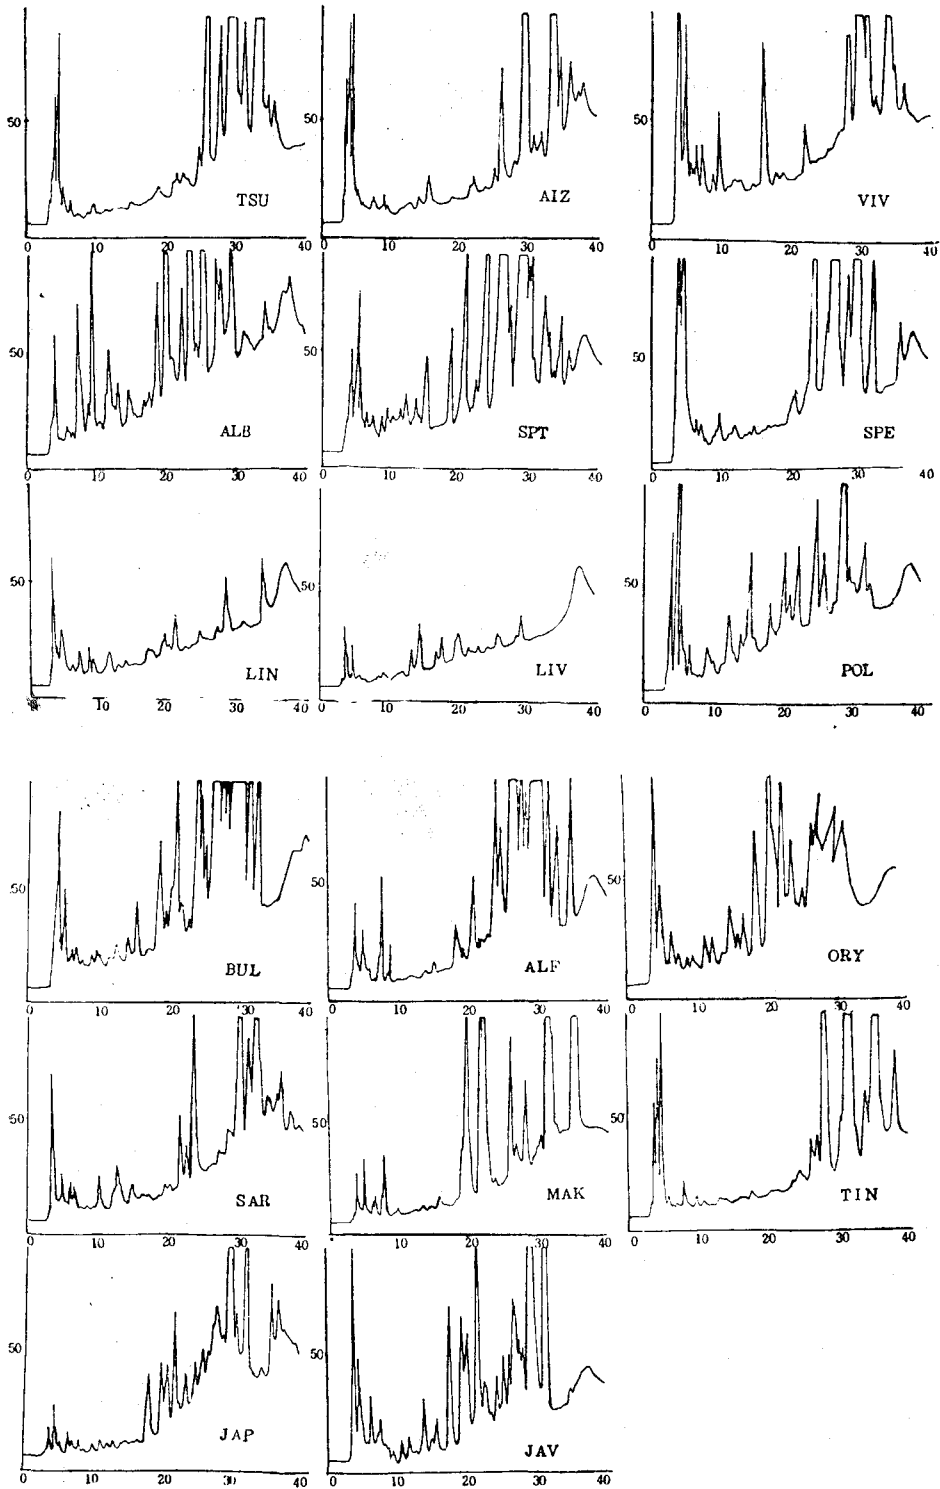 50 50 50
TSU AIZ VIV
0 10 20 30 40 0 10 20 30 40 0 10 20 30 40
50 50 50
ALB SPT SPE
0 10 20 30 40 0 10 20 30 40 0 10 20 30 40
50 50 50
LIN LIV POL
10 20 30 40 0 10 20 30 40 0 10 20 30 40
50 50 50
BUL ALF ORY
0 10 20 30 40 0 10 20 30 40 0 10 20 30 40
50 50 50
SAR MAK TIN
0 10 20 30 40 0 10 20 30 40 0 10 20 30 40
50 50
JAP JAV
0 10 20 30 40 0 10 20 30 40